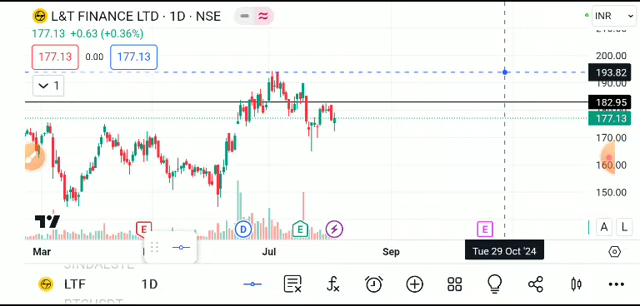 L&T FINANCE LTD · 1D · NSE
INR
177.13 +0.63 (+0.36%)
177.13 0.00 177.13
200.00
1
193.82
182.95
177.13
170.00
160.00
150.00
E D E E
A L
Mar Jul Sep Tue 29 Oct '24
SINDALSTE
LTF 1D